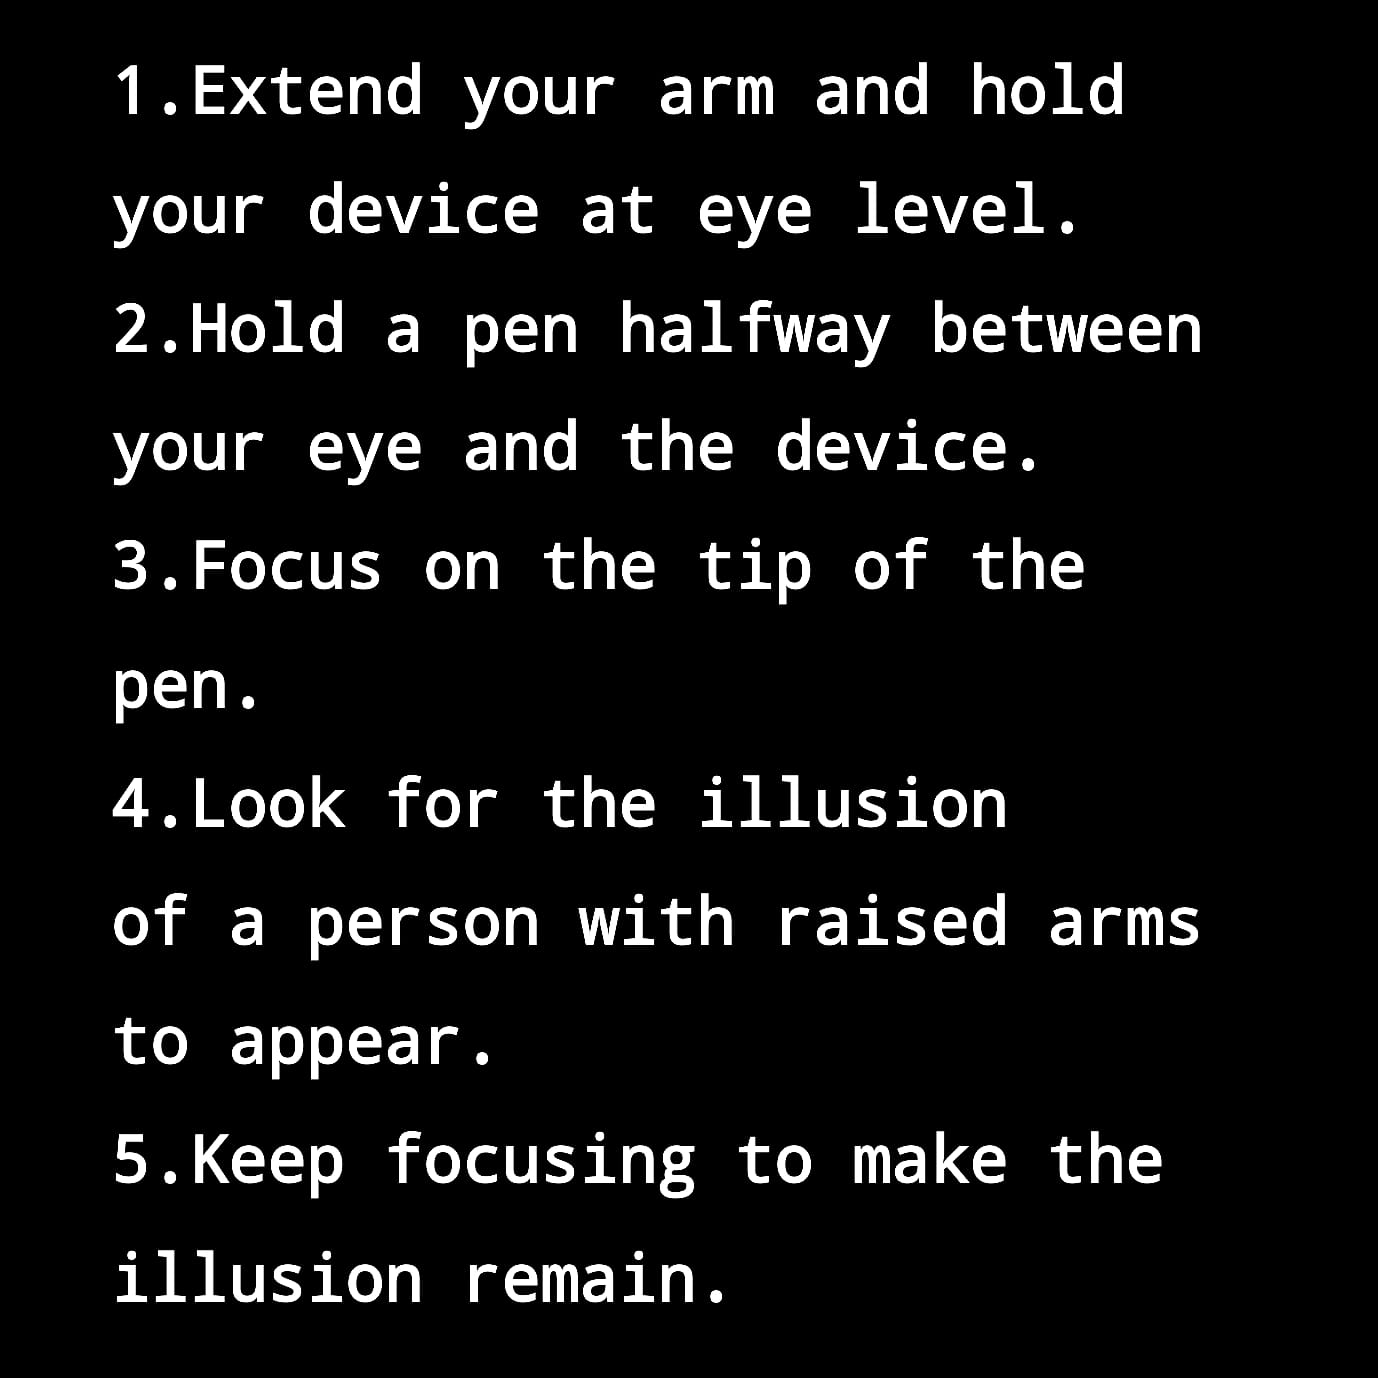 1.Extend your arm and hold
your device at eye level.
2.Hold a pen halfway between
your eye and the device.
3.Focus on the tip of the
pen.
4.Look for the illusion
of a person with raised arms
to appear.
5.Keep focusing to make the
illusion remain.